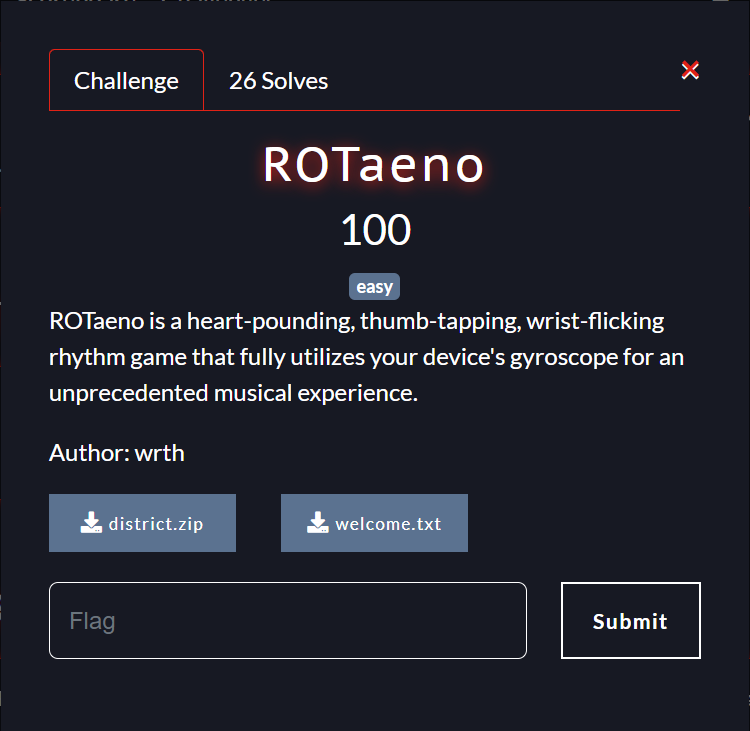 Challenge
26 Solves
ROTaeno
100
easy
ROTaeno is a heart-pounding, thumb-tapping, wrist-flicking
rhythm game that fully utilizes your device's gyroscope for an
unprecedented musical experience.
Author: wrth
district.zip
welcome.txt
Flag
Submit